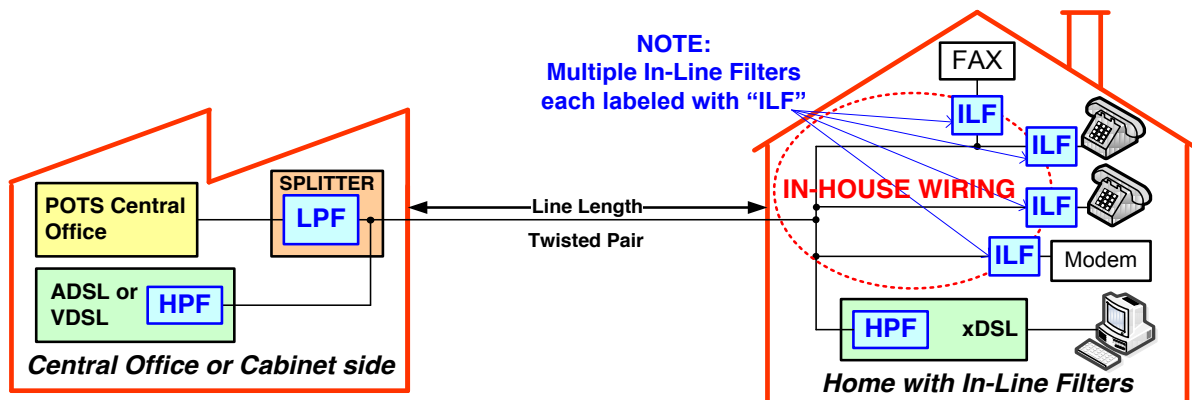 NOTE:
Multiple In-Line Filters
each labeled with “ILF”
FAX
ILF
ILF
IN-HOUSE WIRING
ILF
ILF
Modem
HPF
xDSL
Home with In-Line Filters
SPLITTER
LPF
POTS Central
Office
Line Length
Twisted Pair
ADSL or
VDSL
HPF
Central Office or Cabinet side